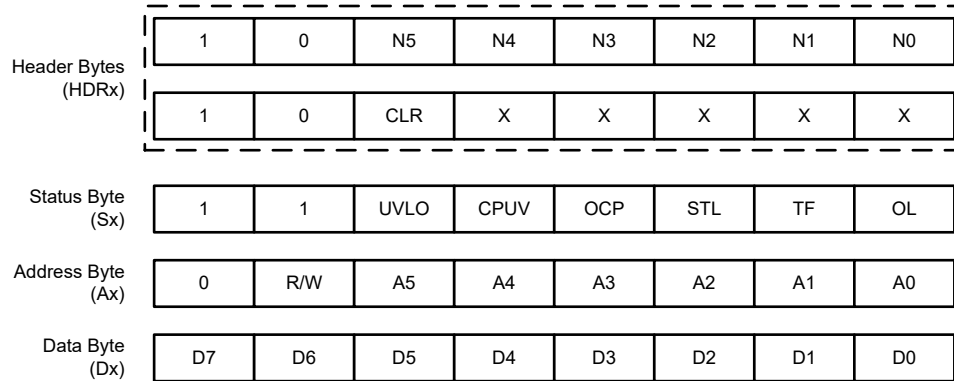 1 0 N5 N4 N3 N2 N1 N0
Header Bytes
(HDRx)
1 0 CLR X X X X X
Status Byte
(Sx)
1 1 UVLO CPUV OCP STL TF OL
Address Byte
(Ax)
0 R/W A5 A4 A3 A2 A1 A0
Data Byte
(Dx)
D7 D6 D5 D4 D3 D2 D1 D0